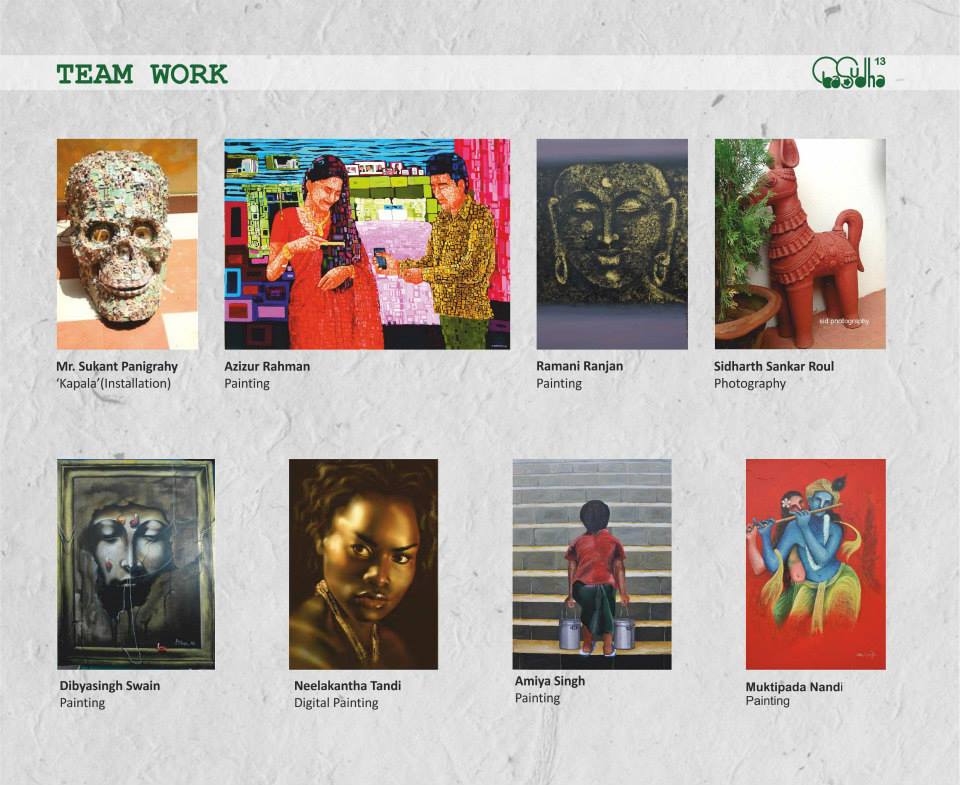 TEAM WORK
Basudha 13
Mr. Sukant Panigrahy
‘Kapala’(Installation)
Azizur Rahman
Painting
Ramani Ranjan
Painting
sid photography
Sidharth Sankar Roul
Photography
Dibyasingh Swain
Painting
Neelakantha Tandi
Digital Painting
Amiya Singh
Painting
Muktipada Nandi
Painting